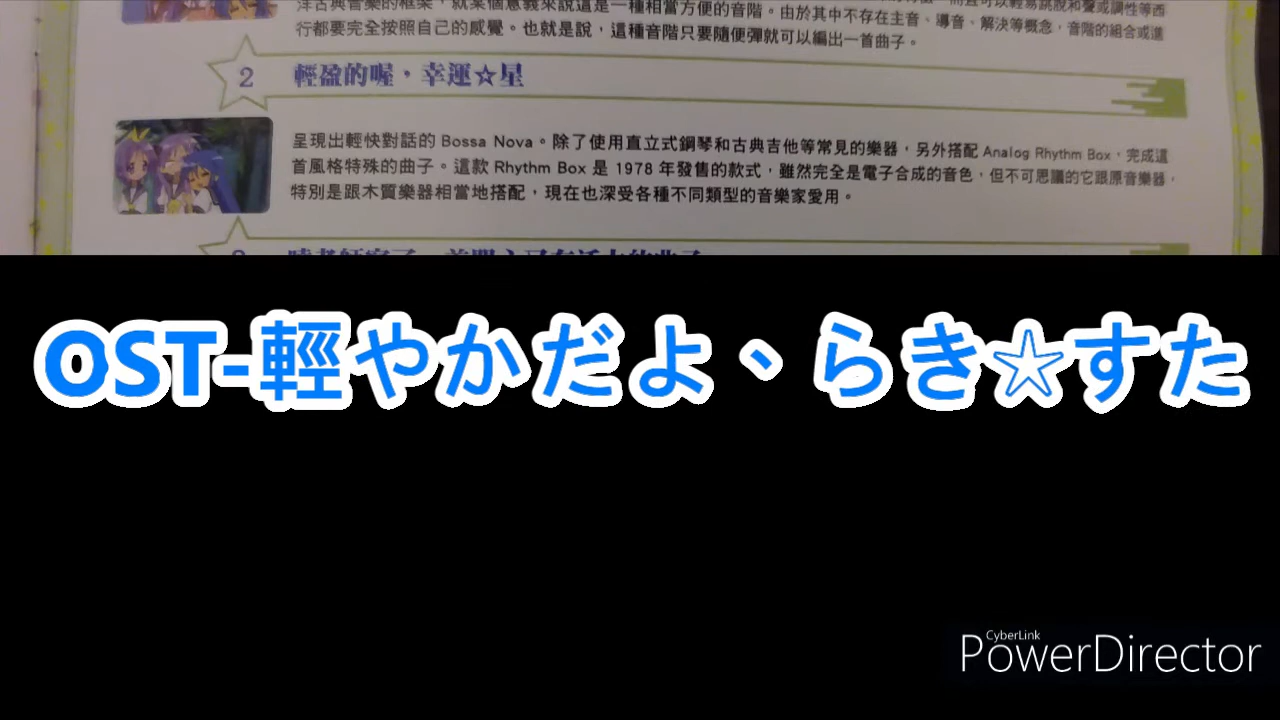 洋古典音樂的框架,就某個意義來說這是一種相當方便的音階。由於其中不存在主音、導音、解決等概念,音階的組合或進
行都要完全按照自己的感覺。也就是說,這種音階只要隨便彈就可以編出一首曲子。
2 輕盈的喔,幸運☆星
呈現出輕快對話的 Bossa Nova。除了使用直立式鋼琴和古典吉他等常見的樂器,另外搭配 Analog Rhythm Box,完成這
首風格特殊的曲子。這款 Rhythm Box 是 1978 年發售的款式,雖然完全是電子合成的音色,但不可思議的它跟原音樂器,
特別是跟木質樂器相當地搭配,現在也深受各種不同類型的音樂家愛用。
OST-輕やかだよ、らき☆すた
CyberLink
PowerDirector